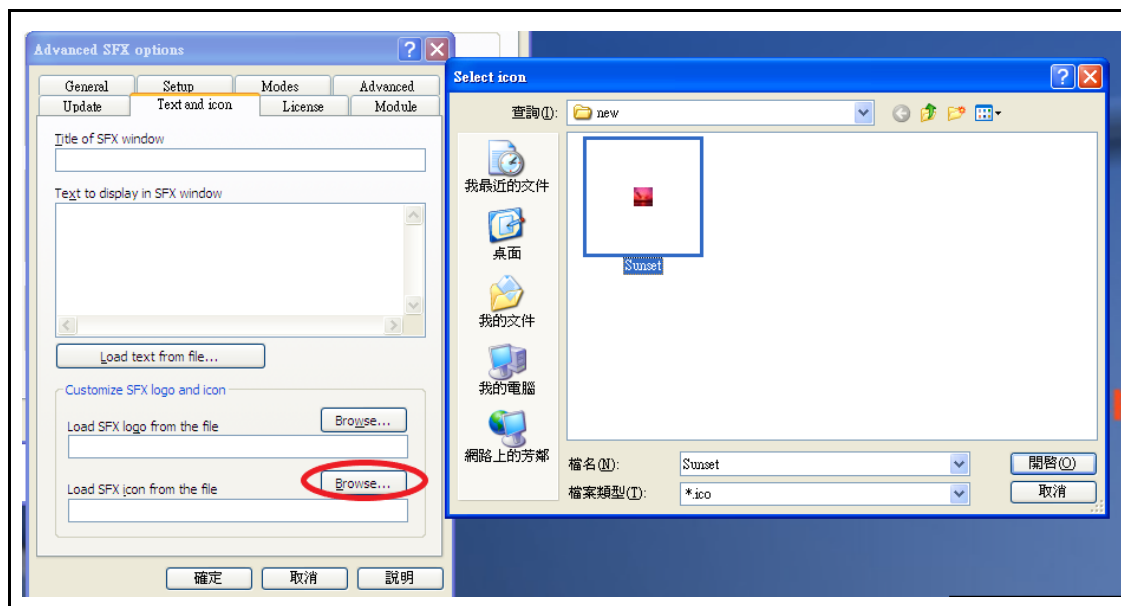 Advanced SFX options
General Setup Modes Advanced
Update Text and icon License Module
Title of SFX window
Text to display in SFX window
Load text from file...
Customize SFX logo and icon
Browse...
Load SFX logo from the file
Browse...
Load SFX icon from the file
確定 取消 說明
Select icon
查詢(I): new
我最近的文件
桌面
我的文件
我的電腦
網路上的芳鄰
Sunset
檔名(N): Sunset 開啓(O)
檔案類型(T): *.ico 取消